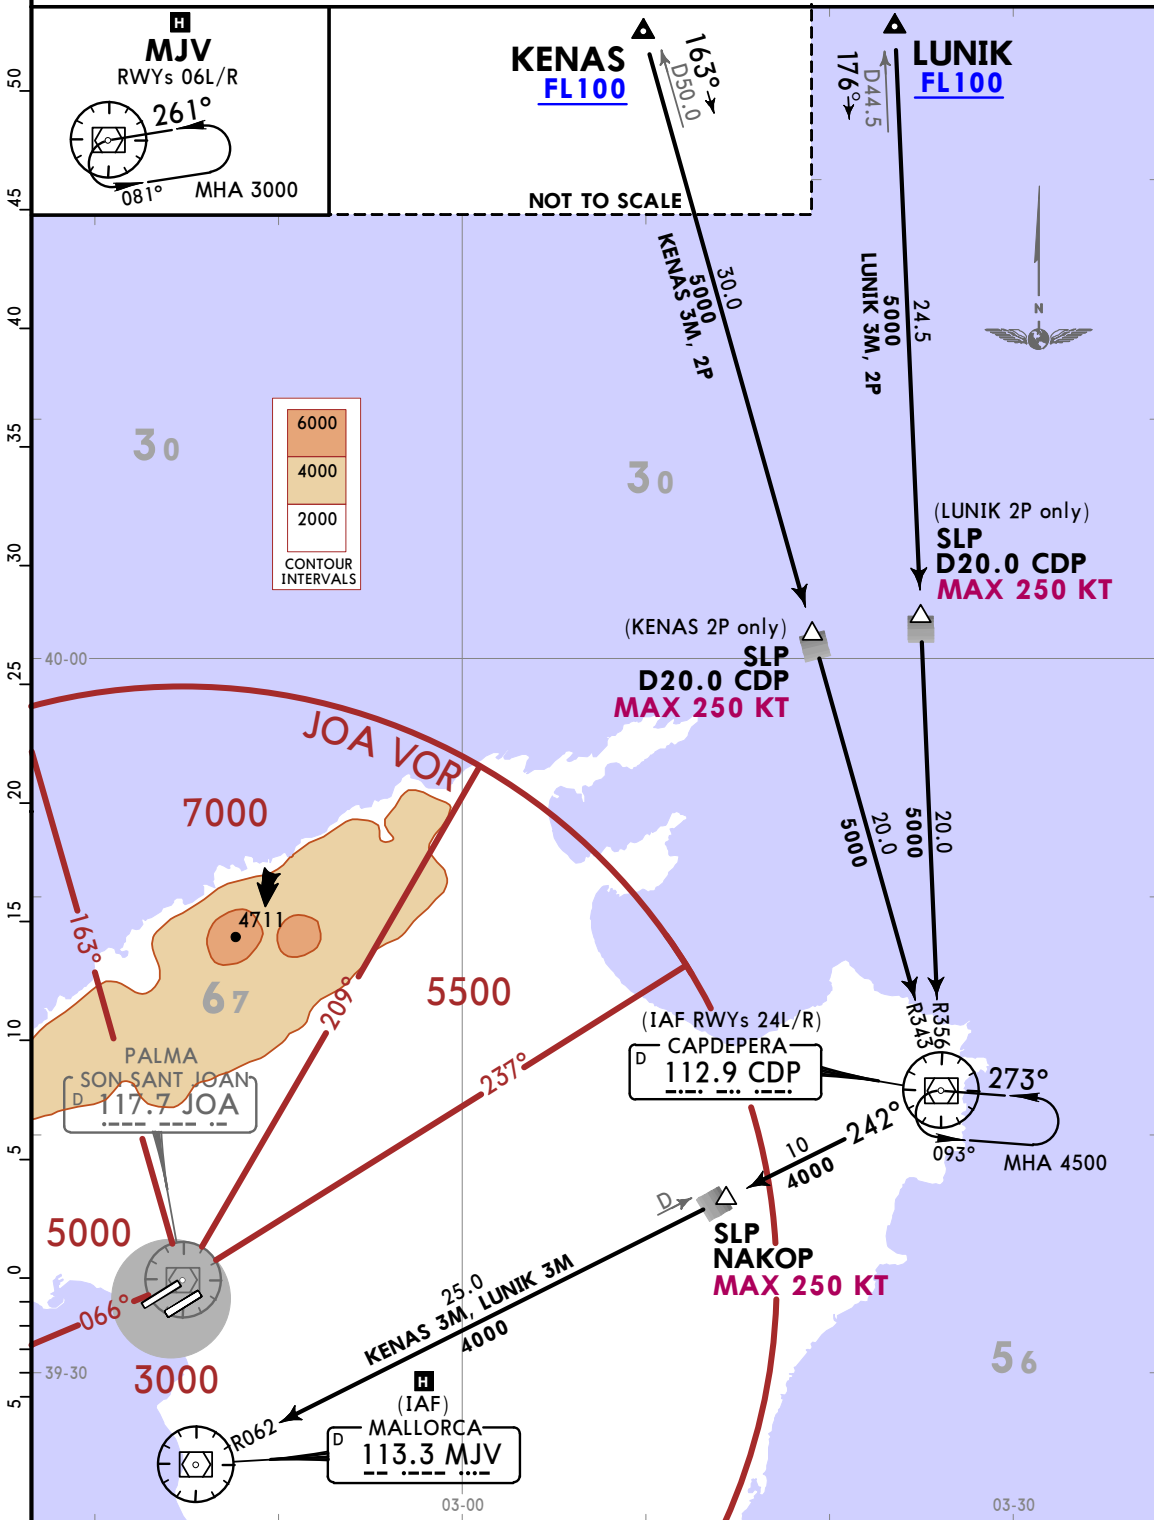 H
MJV
RWYs 06L/R
261°
081°
MHA 3000
KENAS
FL100
163°
D50.0
LUNIK
FL100
176°
D44.5
NOT TO SCALE
50
45
40
35
30
25
20
15
10
5
0
5
30.0
5000
KENAS 3M, 2P
24.5
5000
LUNIK 3M, 2P
N
6000
4000
2000
CONTOUR
INTERVALS
30
30
(LUNIK 2P only)
SLP
D20.0 CDP
MAX 250 KT
(KENAS 2P only)
SLP
D20.0 CDP
MAX 250 KT
40-00
JOA VOR
7000
20.0
5000
20.0
5000
4711
163°
67
209°
5500
237°
R343
R356
(IAF RWYs 24L/R)
CAPDEPERA
D
112.9 CDP
273°
093°
MHA 4500
242°
10
4000
PALMA
SON SANT JOAN
D
117.7 JOA
D
SLP
NAKOP
MAX 250 KT
5000
066°
3000
39-30
25.0
KENAS 3M, LUNIK 3M
4000
56
H
(IAF)
MALLORCA
D
113.3 MJV
R062
03-00
03-30